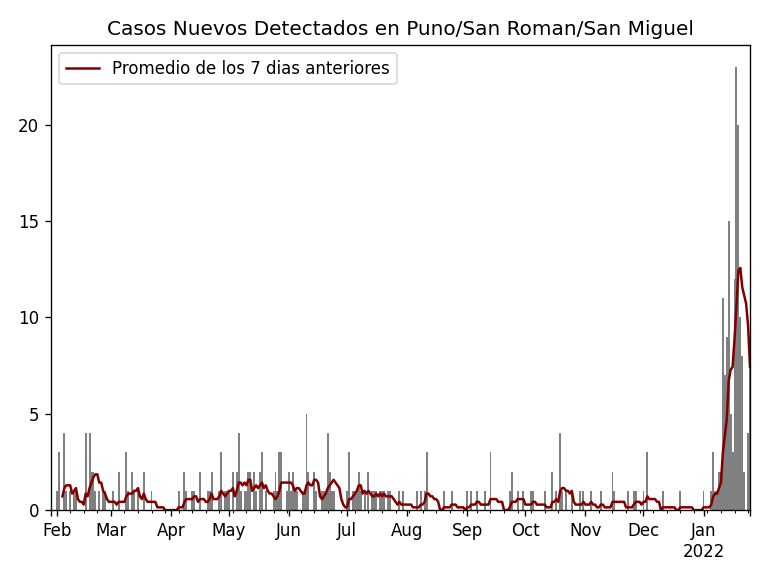 Casos Nuevos Detectados en Puno/San Roman/San Miguel
Promedio de los 7 dias anteriores
20
15
10
5
0
Feb Mar Apr May Jun Jul Aug Sep Oct Nov Dec Jan
2022